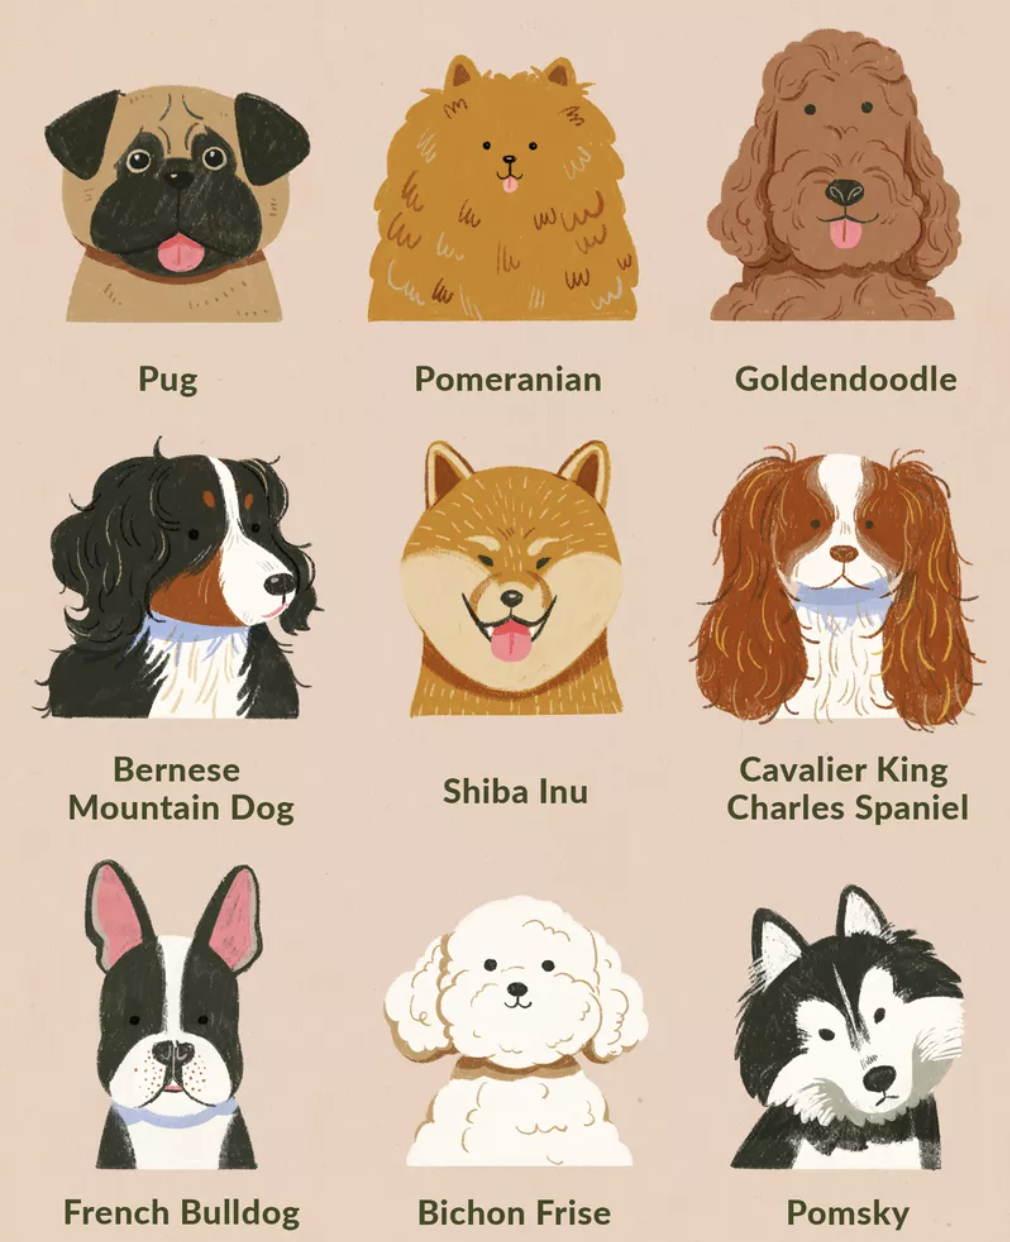 Pug
Pomeranian
Goldendoodle
Bernese
Mountain Dog
Shiba Inu
Cavalier King
Charles Spaniel
French Bulldog
Bichon Frise
Pomsky